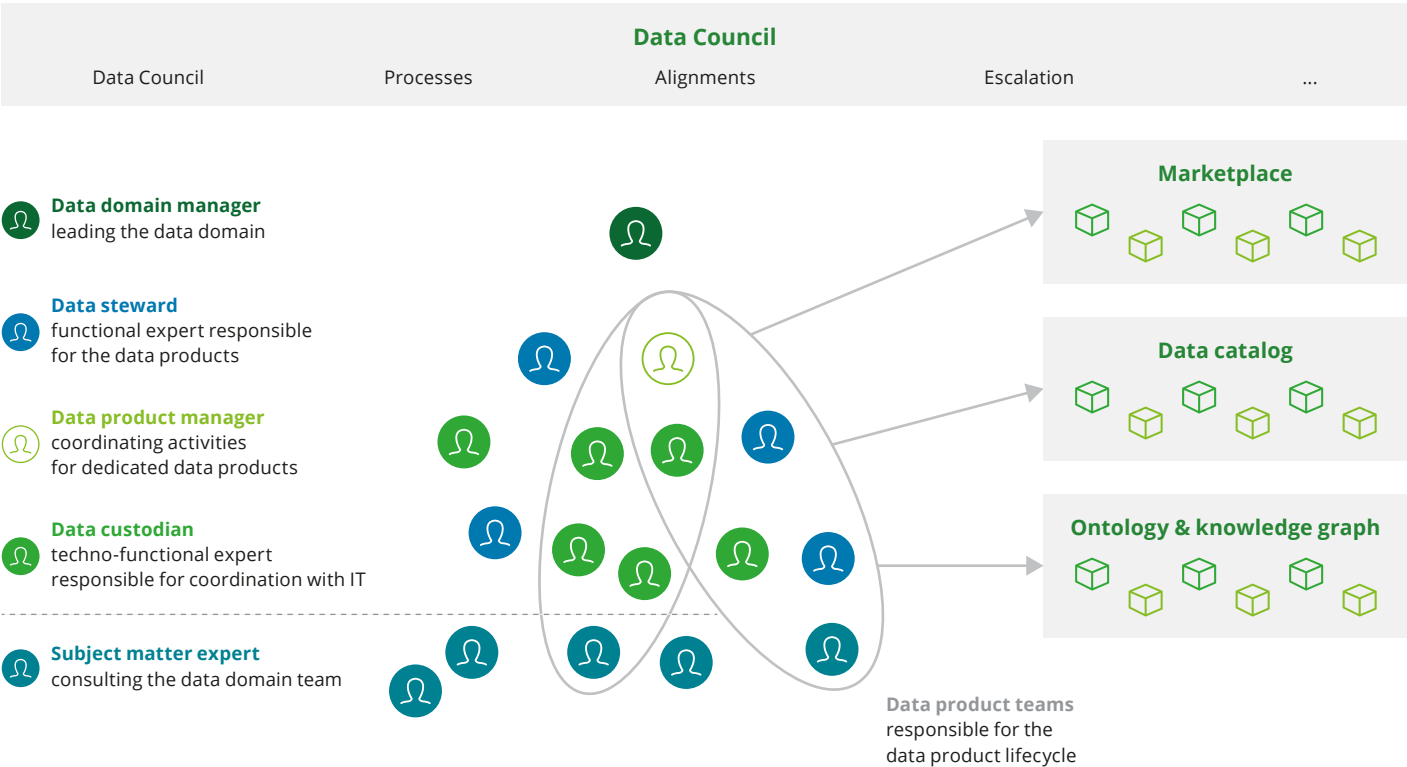 Data Council
Data Council Processes Alignments Escalation ...
Data domain manager
leading the data domain
Data steward
functional expert responsible
for the data products
Data product manager
coordinating activities
for dedicated data products
Data custodian
techno-functional expert
responsible for coordination with IT
Subject matter expert
consulting the data domain team
Marketplace
Data catalog
Ontology & knowledge graph
Data product teams
responsible for the
data product lifecycle